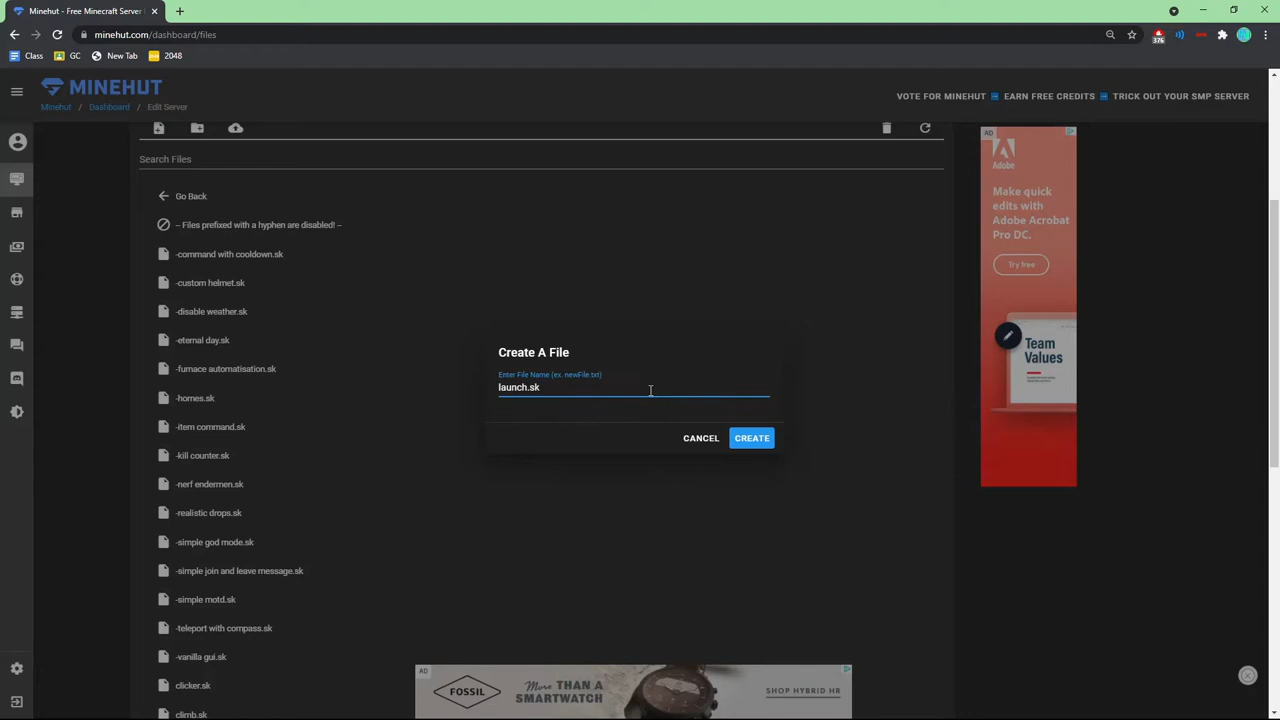 Minehut - Free Minecraft Server H
minehut.com/dashboard/files
376
Class
GC
New Tab
2048
MINEHUT
Minehut / Dashboard / Edit Server
VOTE FOR MINEHUT
EARN FREE CREDITS
TRICK OUT YOUR SMP SERVER
Search Files
Go Back
-- Files prefixed with a hyphen are disabled! --
-command with cooldown.sk
-custom helmet.sk
-disable weather.sk
-eternal day.sk
-furnace automatisation.sk
-homes.sk
-item command.sk
-kill counter.sk
-nerf endermen.sk
-realistic drops.sk
-simple god mode.sk
-simple join and leave message.sk
-simple motd.sk
-teleport with compass.sk
-vanilla gui.sk
clicker.sk
climb.sk
Create A File
Enter File Name (ex. newFile.txt)
launch.sk
CANCEL
CREATE
AD
Adobe
Make quick
edits with
Adobe Acrobat
Pro DC.
Try free
Team
Values
AD
FOSSIL
More THAN A
SMARTWATCH
SHOP HYBRID HR